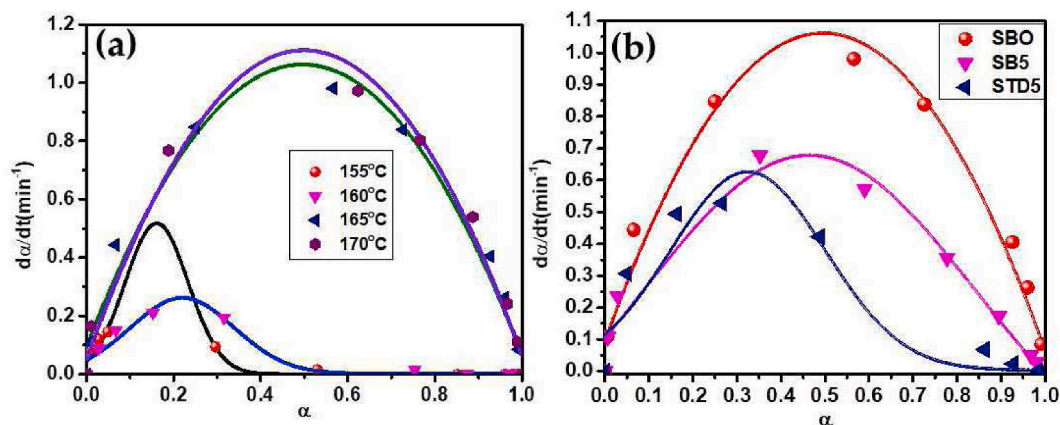 (a)
1.2
1.0
0.8
0.6
0.4
0.2
0.0
dα/dt(min⁻¹)
155°C
160°C
165°C
170°C
0.0 0.2 0.4 0.6 0.8 1.0
α
(b)
1.1
1.0
0.9
0.8
0.7
0.6
0.5
0.4
0.3
0.2
0.1
0.0
dα/dt(min⁻¹)
SBO
SB5
STD5
0.0 0.1 0.2 0.3 0.4 0.5 0.6 0.7 0.8 0.9 1.0
α